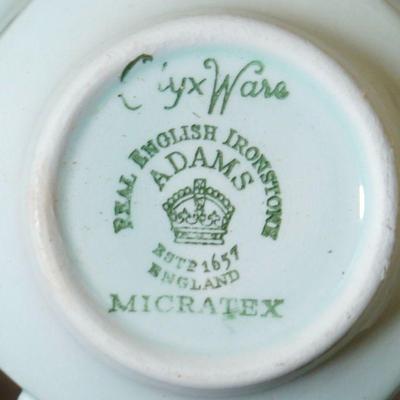 Ware
REAL ENGLISH IRONSTONE
ADAMS
ESTD 1657
ENGLAND
MICRATEX